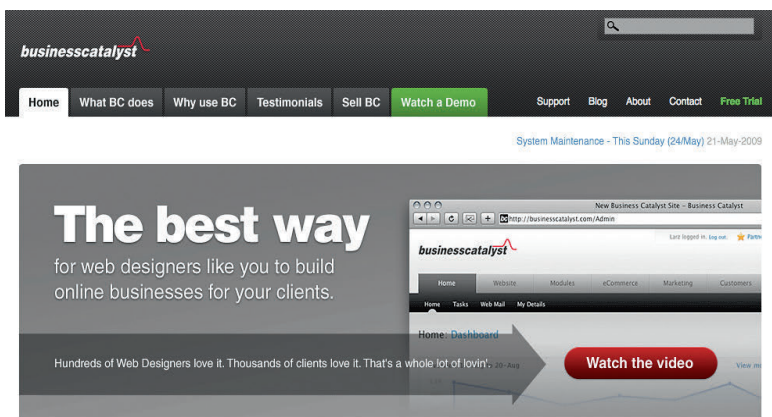 businesscatalyst
Home What BC does Why use BC Testimonials Sell BC Watch a Demo Support Blog About Contact Free Trial
System Maintenance - This Sunday (24/May) 21-May-2009
The best way
for web designers like you to build
online businesses for your clients.
Hundreds of Web Designers love it. Thousands of clients love it. That's a whole lot of lovin'.
New Business Catalyst Site – Business Catalyst
http://businesscatalyst.com/Admin
Lars logged in. Log out.
businesscatalyst
Home Website Modules eCommerce Marketing Customers
Home Tasks Web Mail My Details
Home: Dashboard
20-Aug
Watch the video